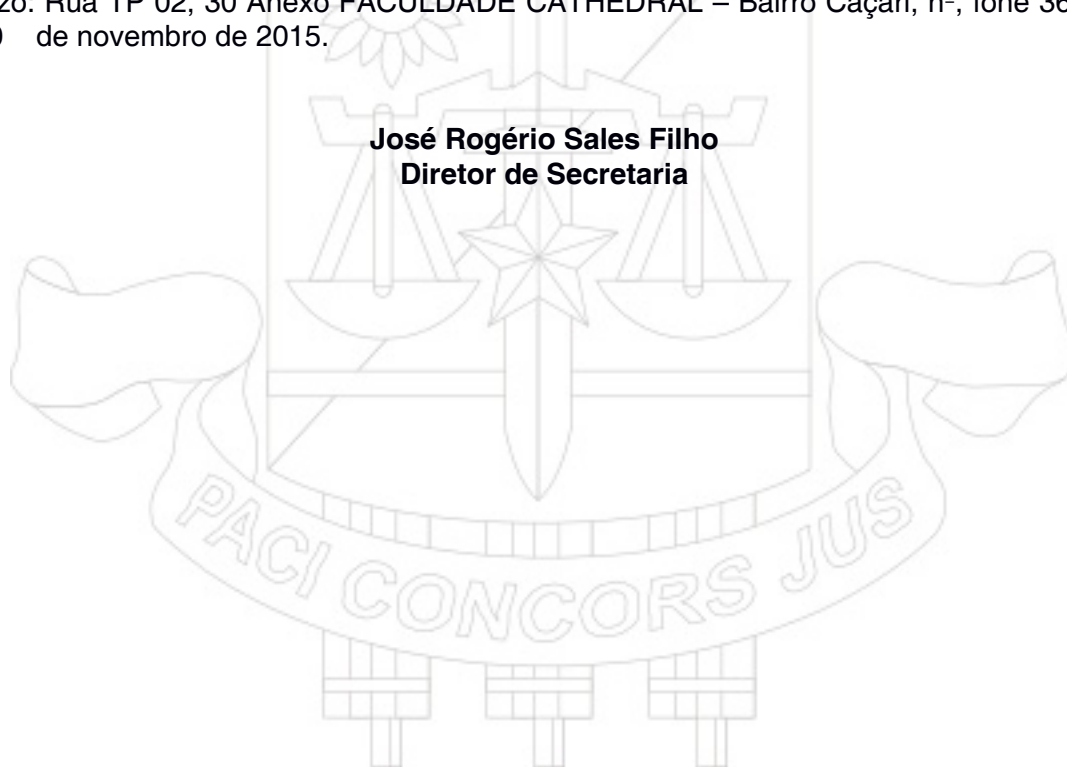 zo: Rua TP 02, 30 Anexo FACULDADE CATHEDRAL – Bairro Caçari, nº, fone 36
de novembro de 2015.
José Rogério Sales Filho
Diretor de Secretaria
PACI CONCORS JUS